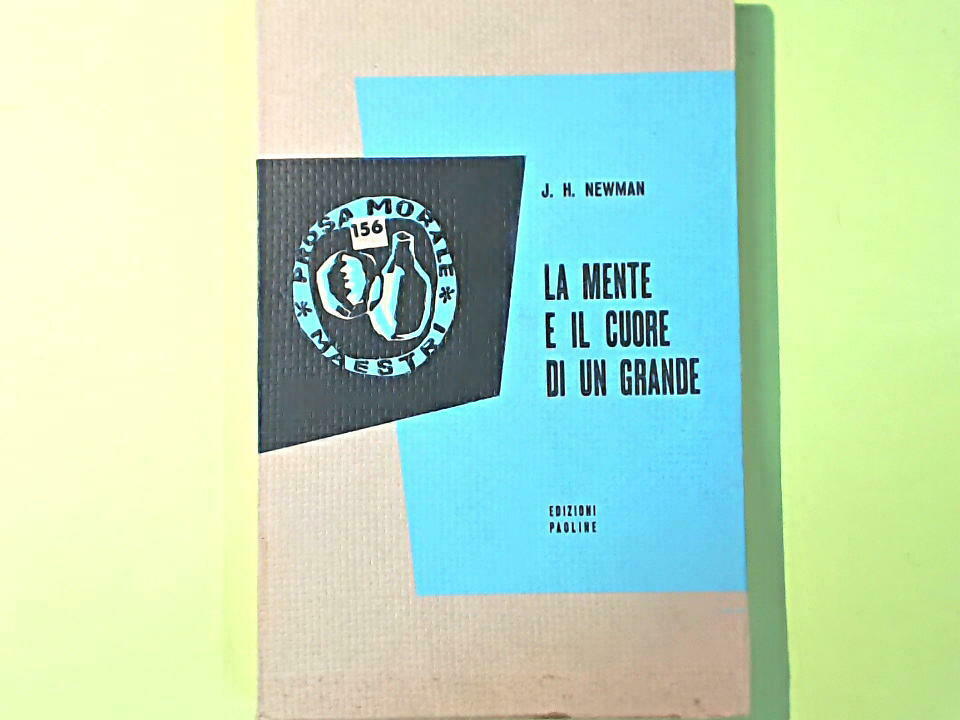 J. H. NEWMAN
LA MENTE
E IL CUORE
DI UN GRANDE
PROSA MORALE
156
* MAESTRI *
EDIZIONI
PAOLINE